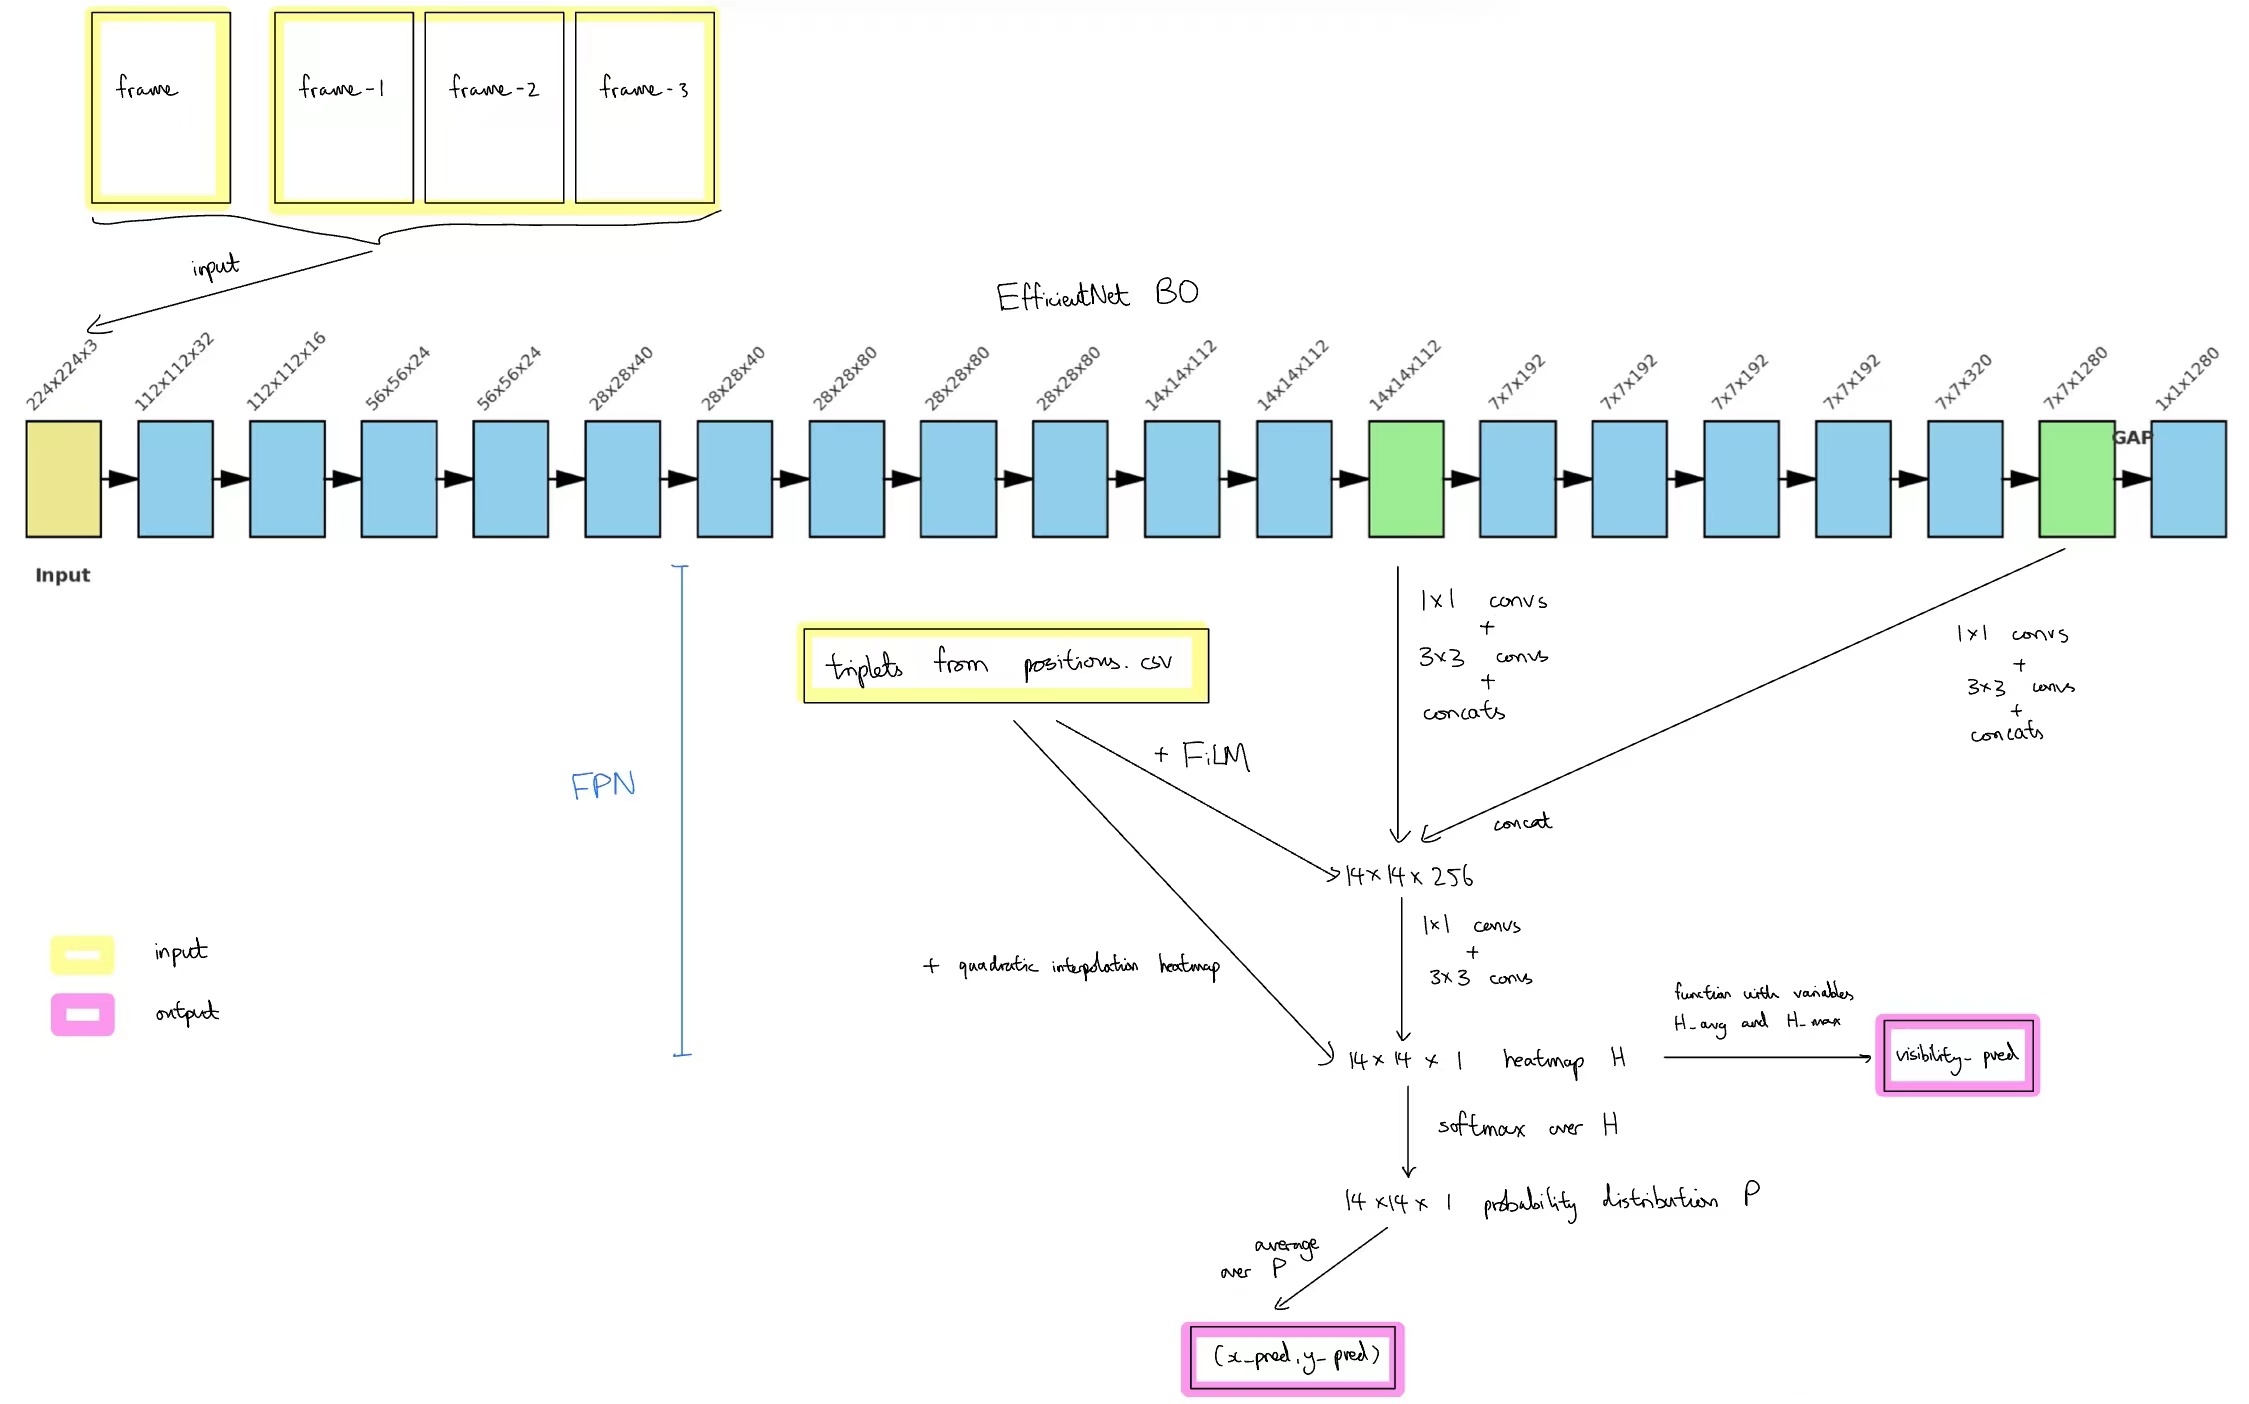 frame
frame-1
frame-2
frame-3
input
EfficientNet B0
224x224x3
112x112x32
112x112x16
56x56x24
56x56x24
28x28x40
28x28x40
28x28x80
28x28x80
28x28x80
14x14x112
14x14x112
14x14x112
7x7x192
7x7x192
7x7x192
7x7x192
7x7x320
7x7x1280
1x1x1280
GAP
Input
FPN
triplets from positions.csv
+ FiLM
+ quadratic interpolation heatmap
1x1 convs
+
3x3 convs
+
concats
1x1 convs
+
3x3 convs
+
concats
concat
14x14x256
1x1 convs
+
3x3 convs
14x14x1 heatmap H
function with variables
H_avg and H_max
visibility_pred
softmax over H
14x14x1 probability distribution P
average
over P
(x_pred,y_pred)
input
output